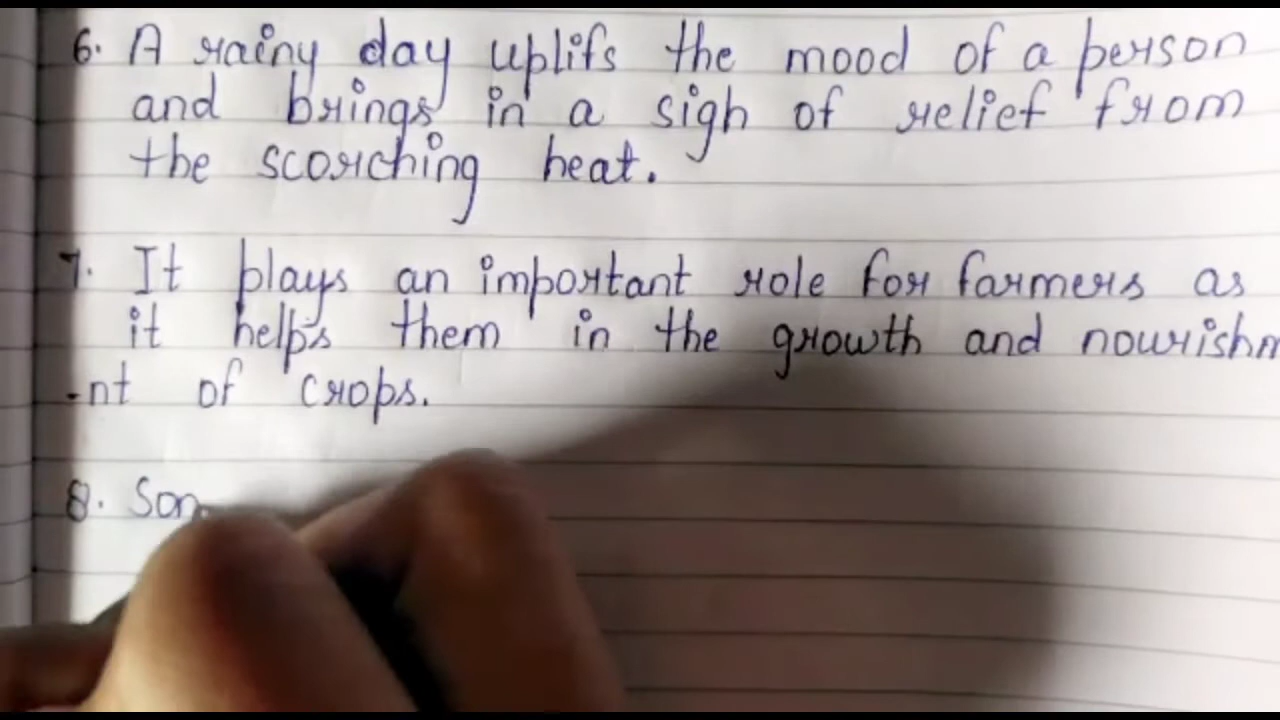 6. A rainy day uplifs the mood of a person
and brings in a sigh of relief from
the scorching heat.
7. It plays an important role for farmers as
it helps them in the growth and nourishm
-nt of crops.
8. Som